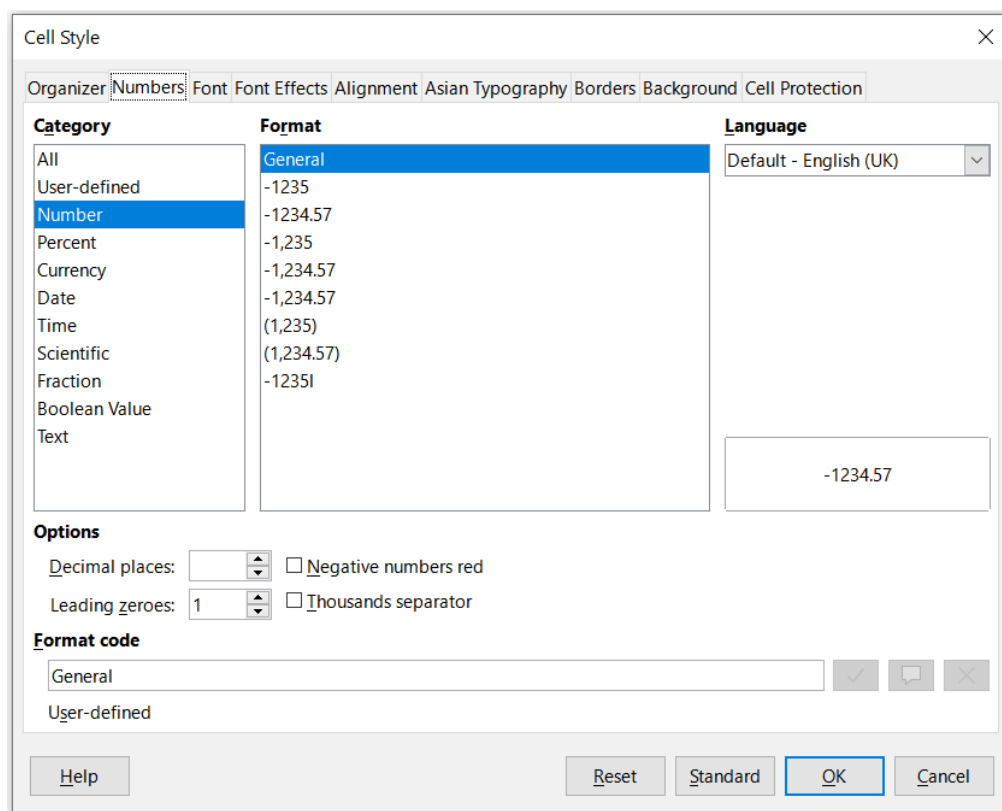 Cell Style
Organizer Numbers Font Font Effects Alignment Asian Typography Borders Background Cell Protection
Category
All
User-defined
Number
Percent
Currency
Date
Time
Scientific
Fraction
Boolean Value
Text
Format
General
-1235
-1234.57
-1,235
-1,234.57
-1,234.57
(1,235)
(1,234.57)
-1235I
Language
Default - English (UK)
-1234.57
Options
Decimal places:
Negative numbers red
Leading zeroes: 1
Thousands separator
Format code
General
User-defined
Help Reset Standard OK Cancel